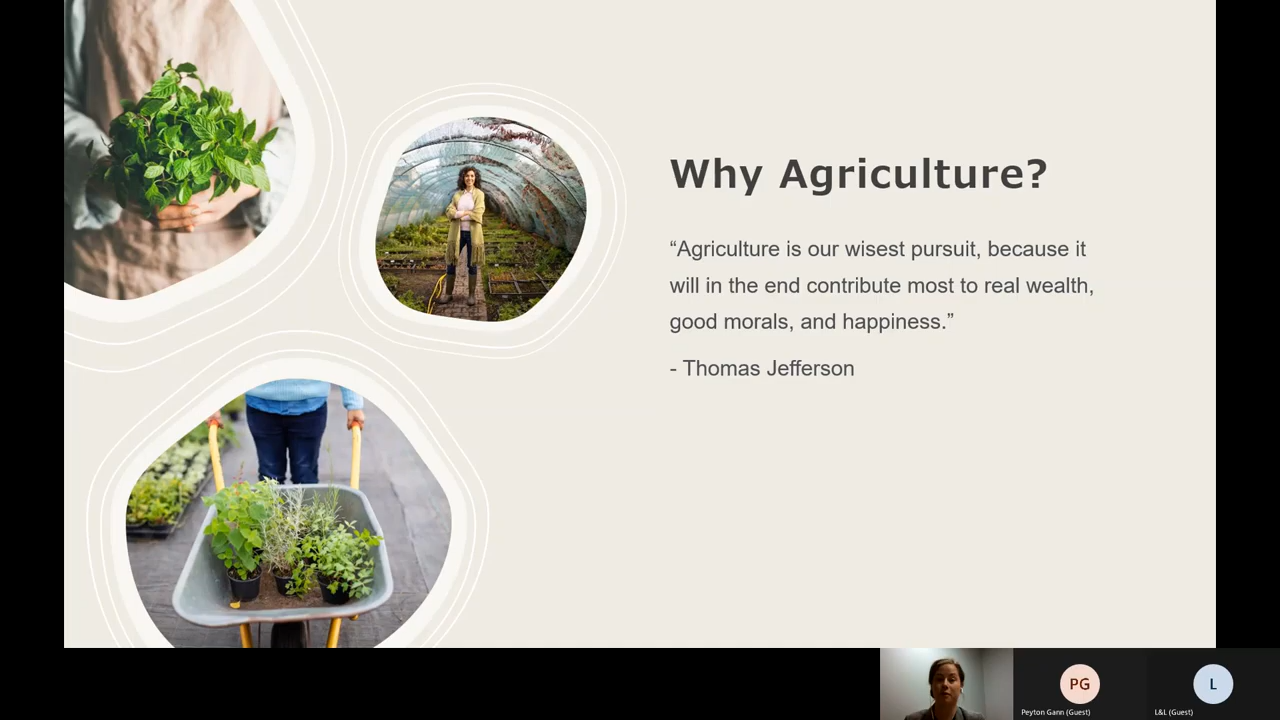 Why Agriculture?
“Agriculture is our wisest pursuit, because it
will in the end contribute most to real wealth,
good morals, and happiness.”
- Thomas Jefferson
PG
Peyton Gann (Guest)
L
L&L (Guest)